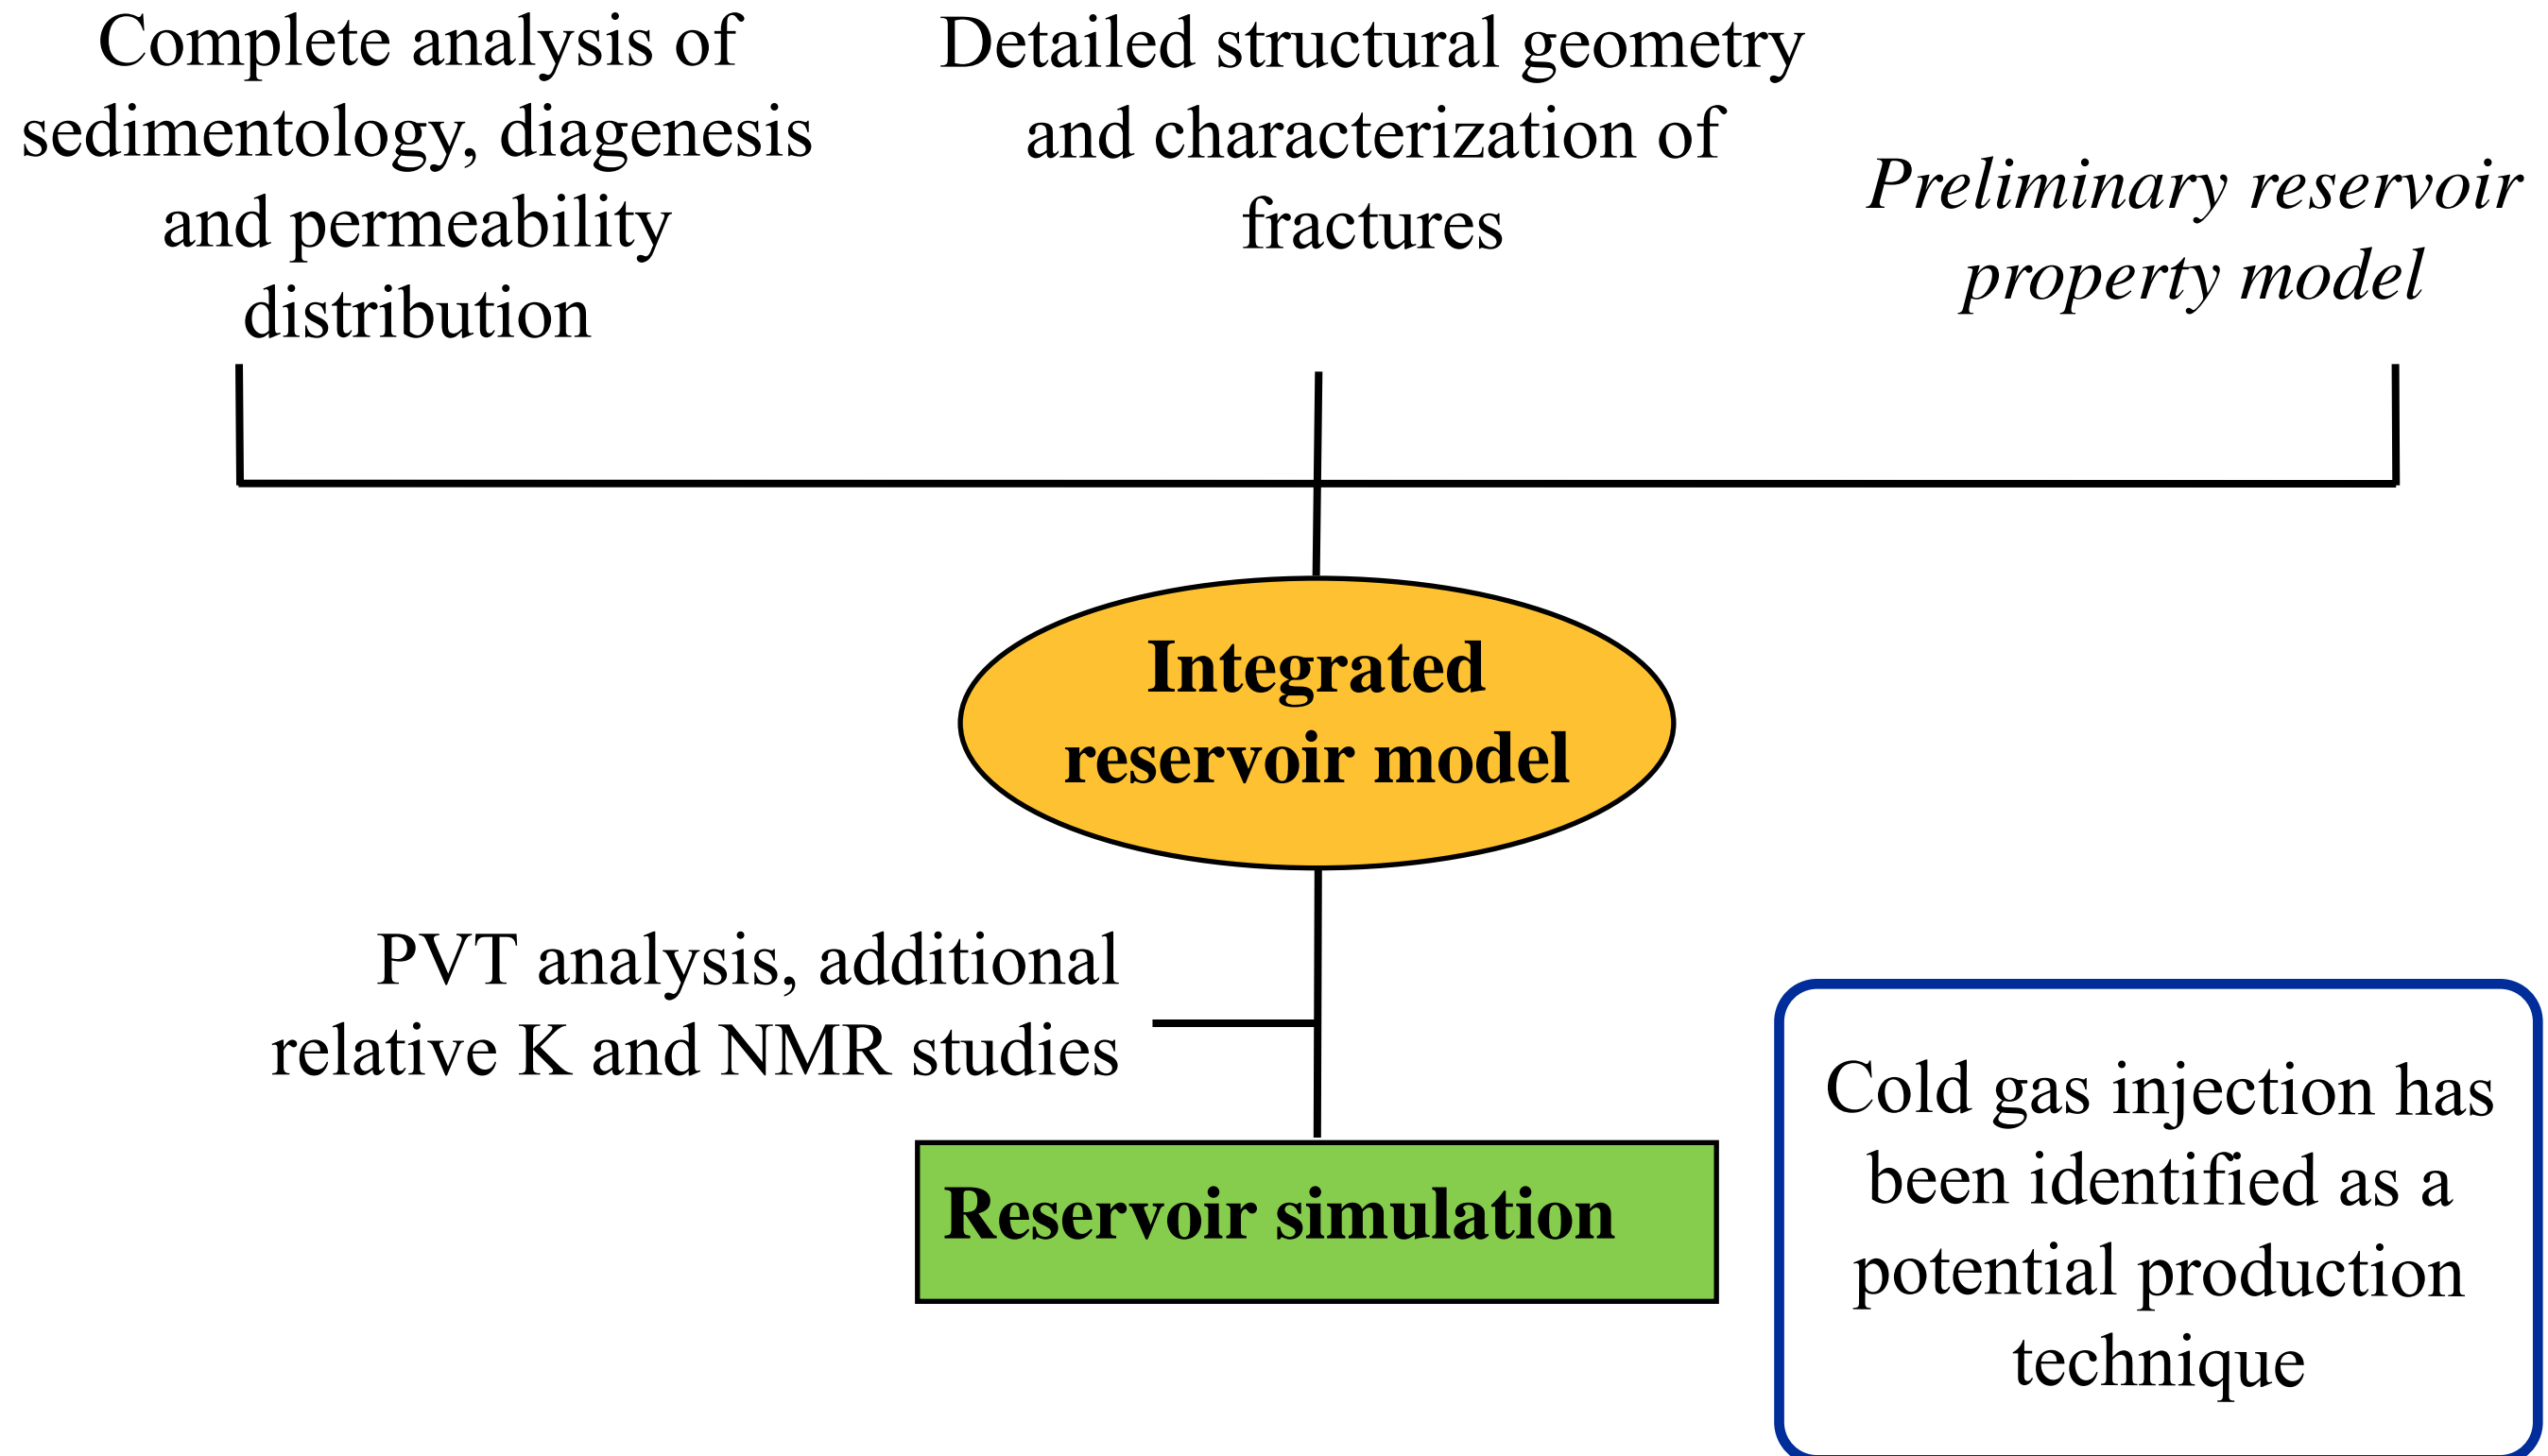 Complete analysis of
sedimentology, diagenesis
and permeability
distribution
Detailed structural geometry
and characterization of
fractures
Preliminary reservoir
property model
Integrated
reservoir model
PVT analysis, additional
relative K and NMR studies
Reservoir simulation
Cold gas injection has
been identified as a
potential production
technique